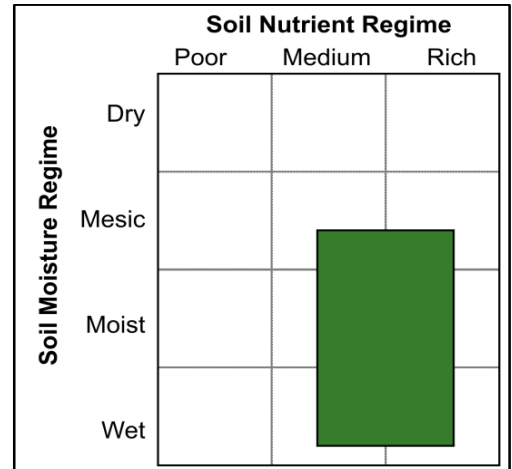 Soil Nutrient Regime
Poor Medium Rich
Soil Moisture Regime
Dry
Mesic
Moist
Wet